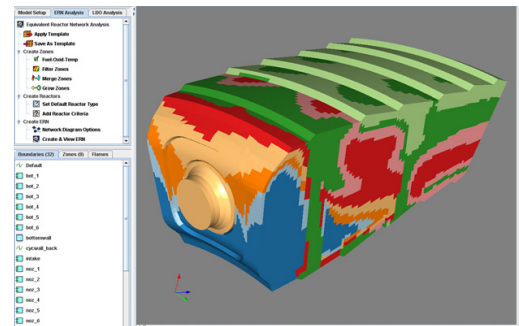 Model Setup ERN Analysis LBO Analysis
Equivalent Reactor Network Analysis
Apply Template
Save As Template
Create Zones
Fuel-Oxid-Temp
Filter Zones
Merge Zones
Grow Zones
Create Reactors
Set Default Reactor Type
Add Reactor Criteria
Create ERN
Network Diagram Options
Create & View ERN
Boundaries (32) Zones (9) Flames
Default
bot_1
bot_2
bot_3
bot_4
bot_5
bot_6
bottomwall
cycwall_back
intake
noz_1
noz_2
noz_3
noz_4
noz_5
noz_6